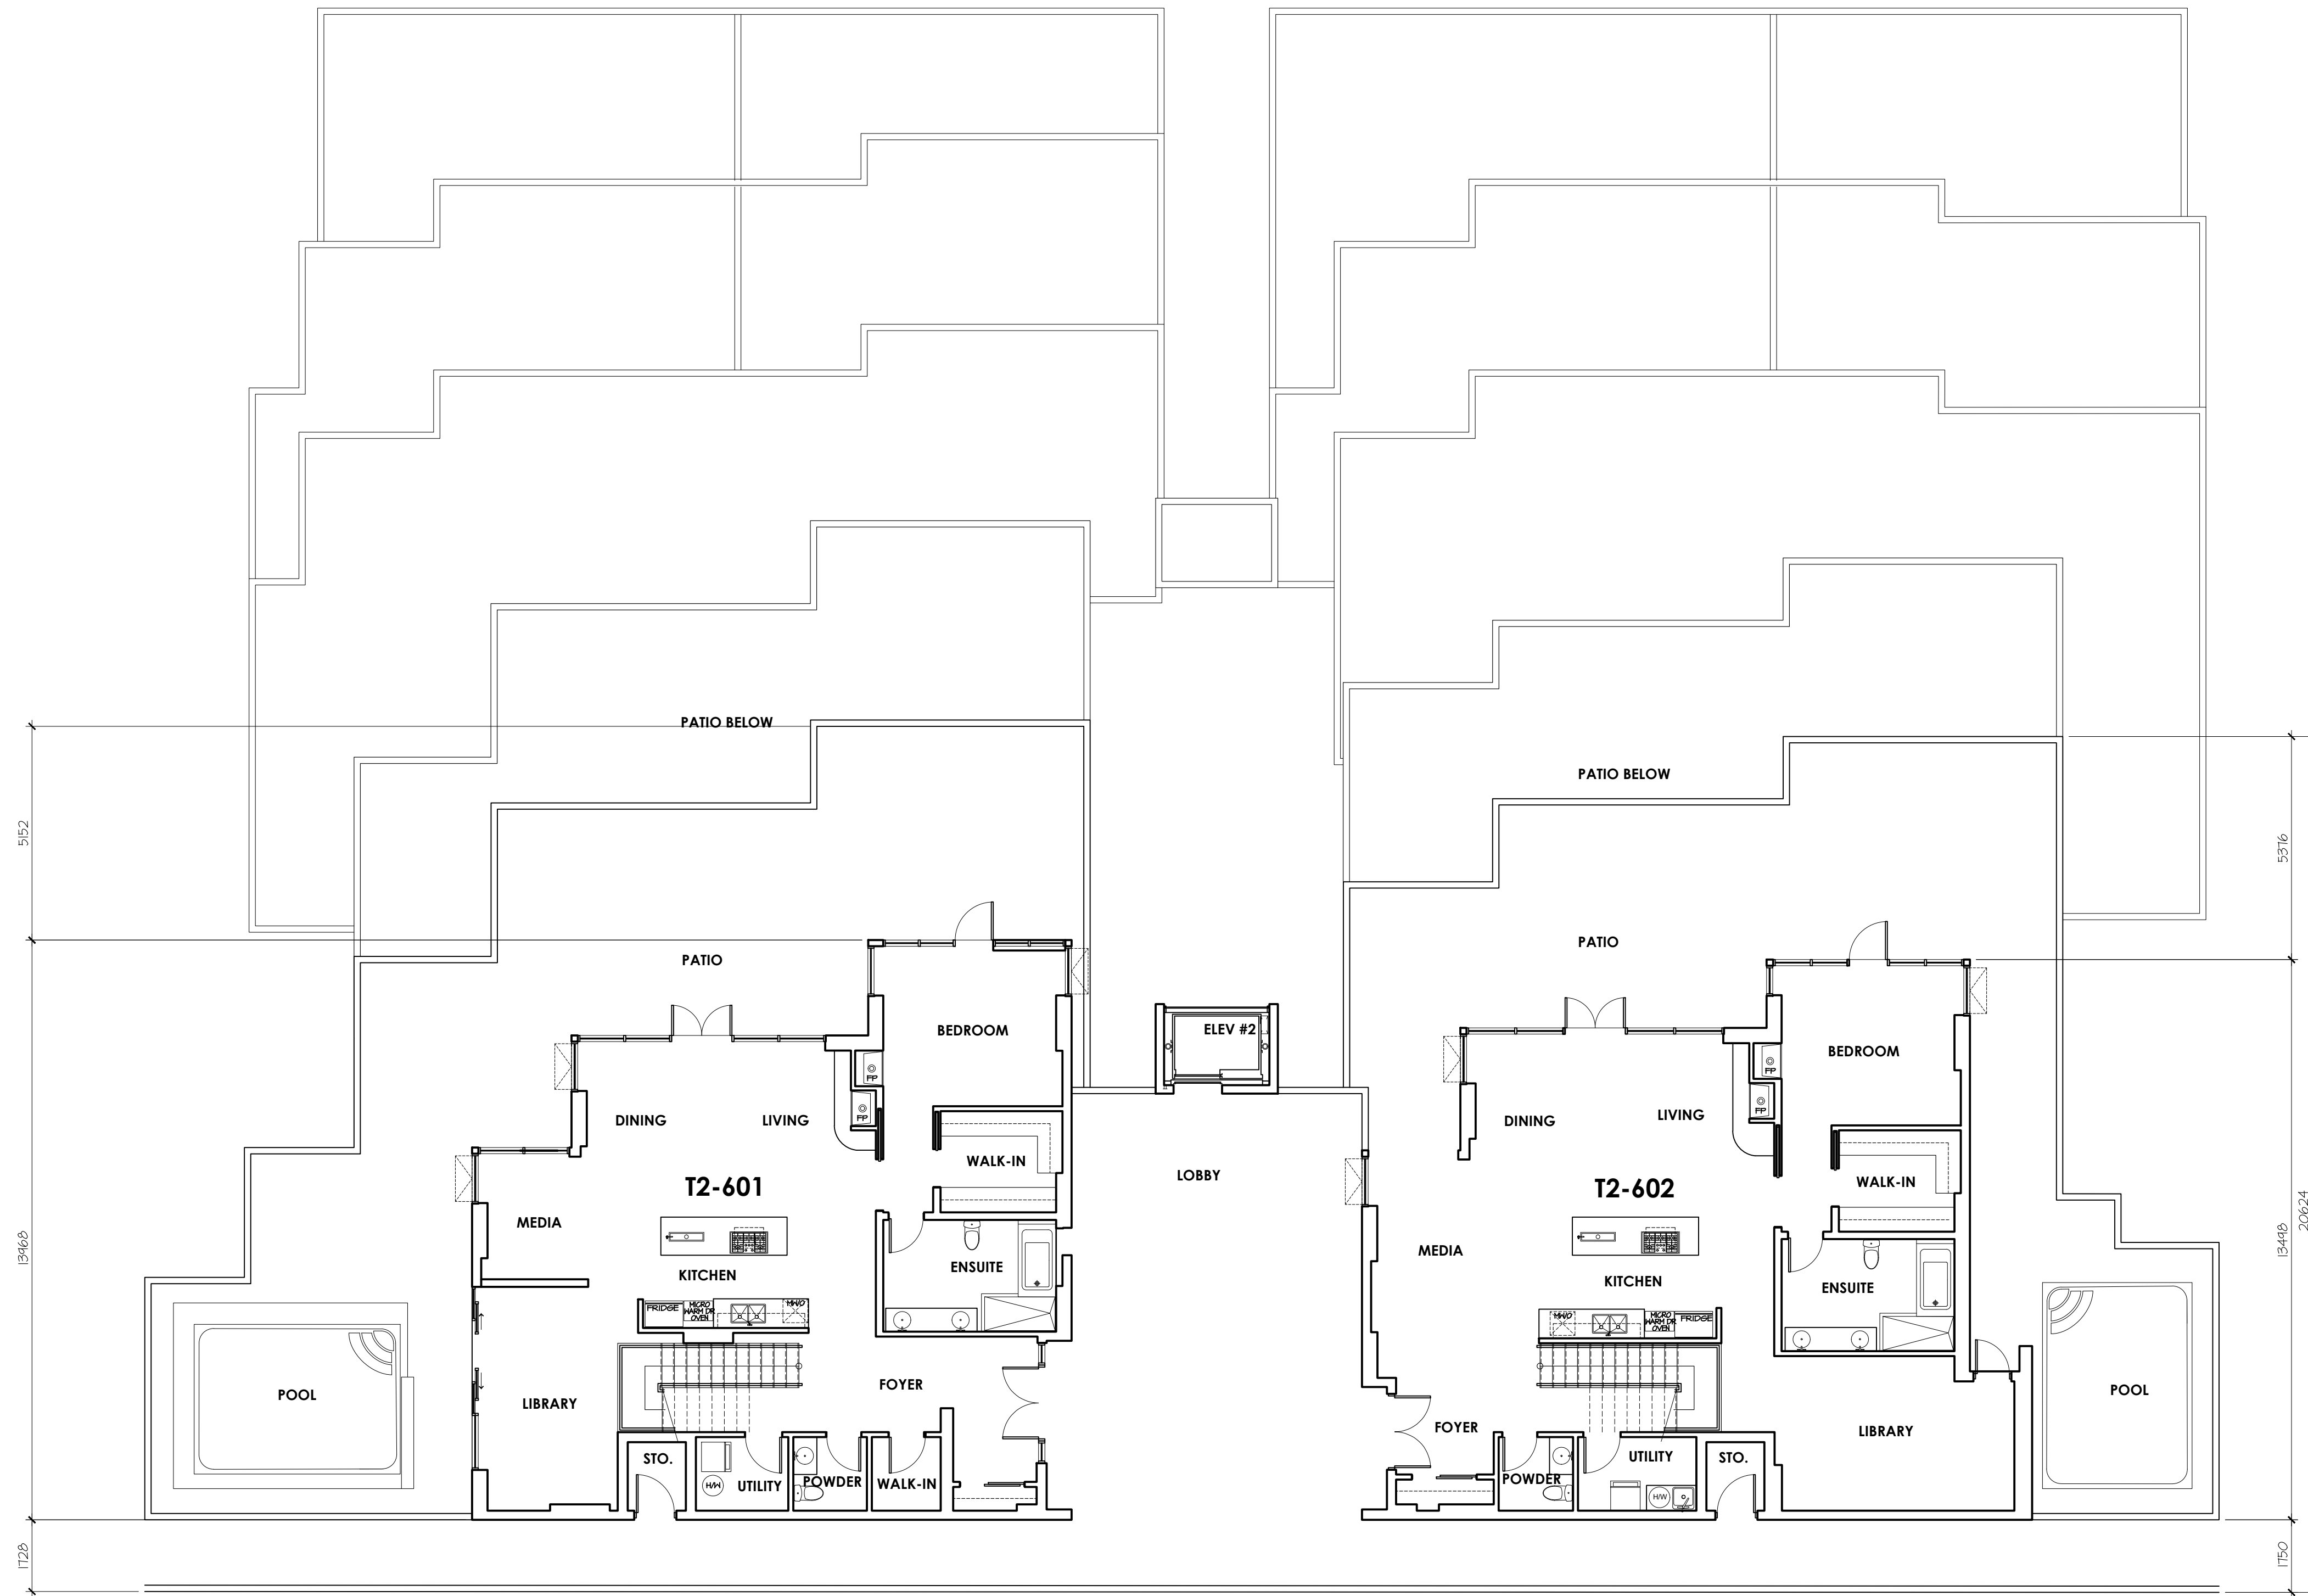 PATIO BELOW
PATIO BELOW
5152
5376
PATIO
PATIO
BEDROOM
ELEV #2
BEDROOM
FP
FP
FP
FP
DINING
LIVING
DINING
LIVING
WALK-IN
LOBBY
WALK-IN
T2-601
T2-602
MEDIA
MEDIA
13968
13498
20624
ENSUITE
ENSUITE
KITCHEN
KITCHEN
FRIDGE
MICRO
WARM DR
OVEN
MWO
MWO
MICRO
WARM DR
OVEN
FRIDGE
POOL
LIBRARY
FOYER
POOL
FOYER
LIBRARY
STO.
UTILITY
POWDER
WALK-IN
H/W
POWDER
UTILITY
STO.
H/W
1728
1750